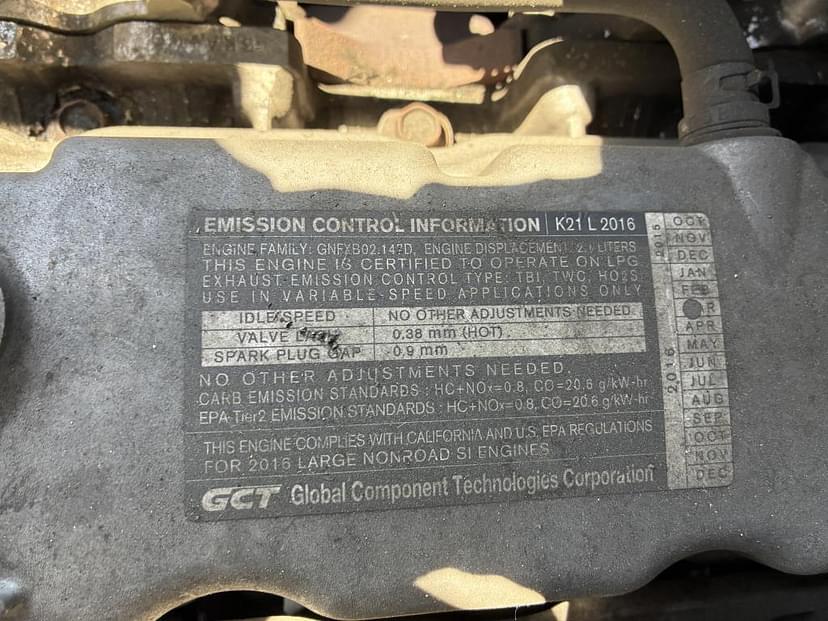 EMISSION CONTROL INFORMATION K21 L 2016
ENGINE FAMILY: GNFXB02.147D, ENGINE DISPLACEMENT: 2.1 LITERS
THIS ENGINE IS CERTIFIED TO OPERATE ON LPG
EXHAUST EMISSION CONTROL TYPE: TBI, TWC, HO2S
USE IN VARIABLE SPEED APPLICATIONS ONLY
IDLE SPEED NO OTHER ADJUSTMENTS NEEDED
VALVE 0.38 mm (HOT)
SPARK PLUG GAP 0.9 mm
NO OTHER ADJUSTMENTS NEEDED.
CARB EMISSION STANDARDS : HC+NOx=0.8, CO=20.6 g/kW-hr
EPA Tier2 EMISSION STANDARDS : HC+NOx=0.8, CO=20.6 g/kW-hr
THIS ENGINE COMPLIES WITH CALIFORNIA AND U.S. EPA REGULATIONS
FOR 2016 LARGE NONROAD SI ENGINES
GCT Global Component Technologies Corporation
2015
OCT
NOV
DEC
2016
JAN
FEB
R
APR
MAY
JUN
JUL
AUG
SEP
OCT
NOV
DEC